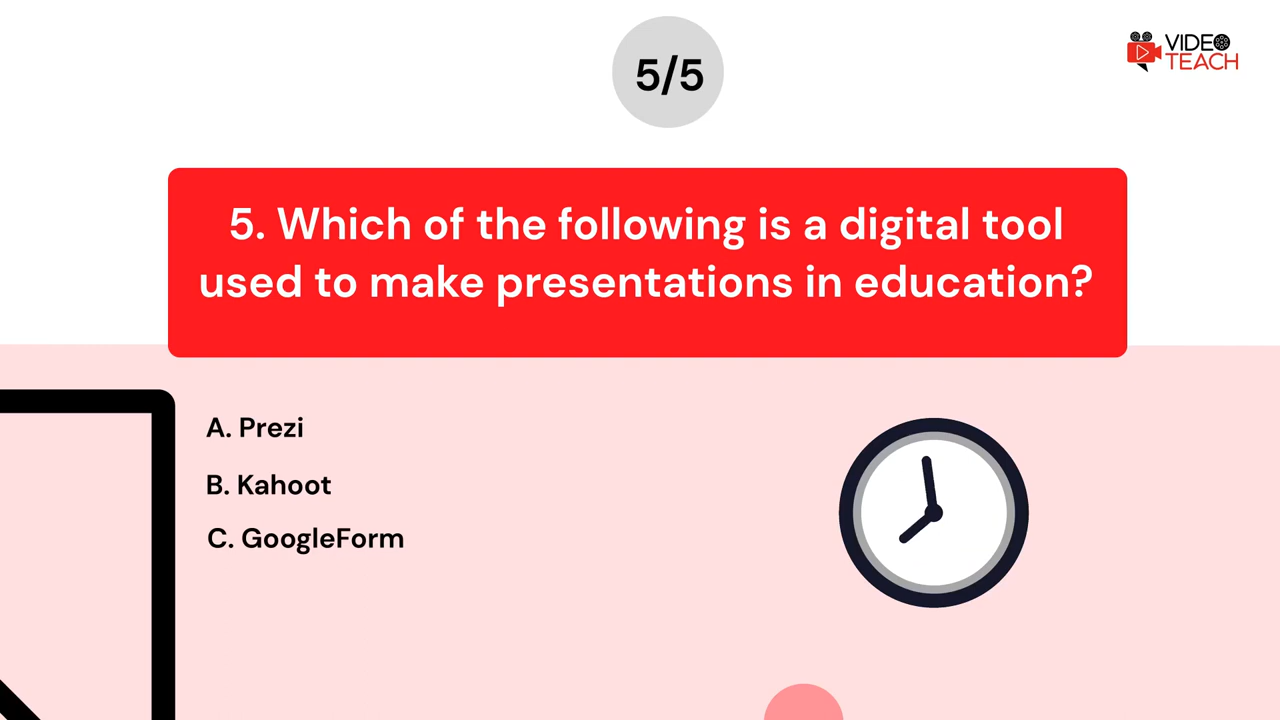 5/5
VIDEO
TEACH
5. Which of the following is a digital tool
used to make presentations in education?
A. Prezi
B. Kahoot
C. GoogleForm